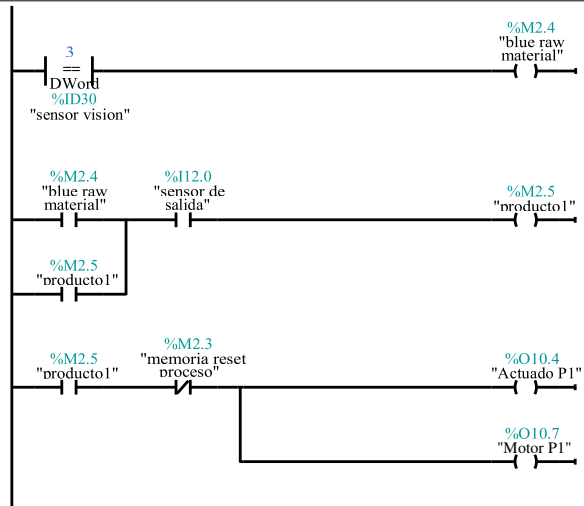 %M2.4
"blue raw
material"
3
==
DWord
%ID30
"sensor vision"
%M2.4
"blue raw
material"
%I12.0
"sensor de
salida"
%M2.5
"producto1"
%M2.5
"producto1"
%M2.5
"producto1"
%M2.3
"memoria reset
proceso"
%Q10.4
"Actuado P1"
%Q10.7
"Motor P1"